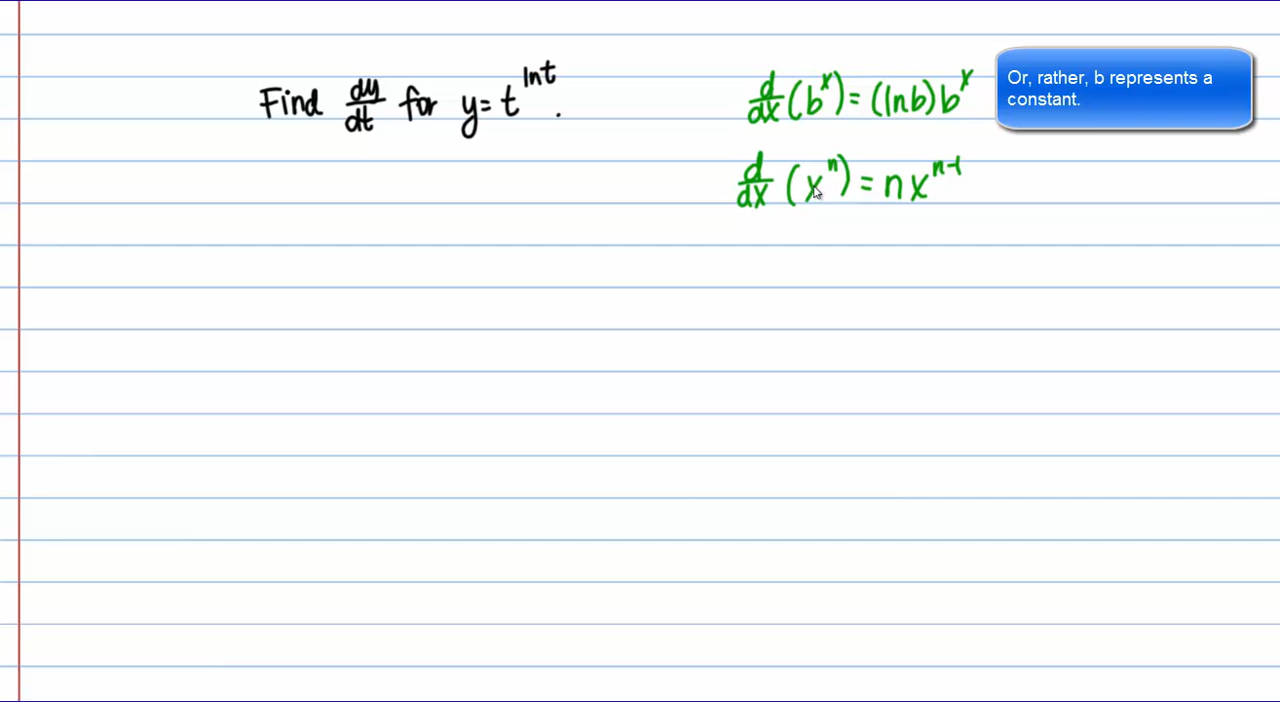 Find dy/dt for y = t^ln t.
d/dx (b^x) = (ln b) b^x
Or, rather, b represents a
constant.
d/dx (x^n) = n x^n-1